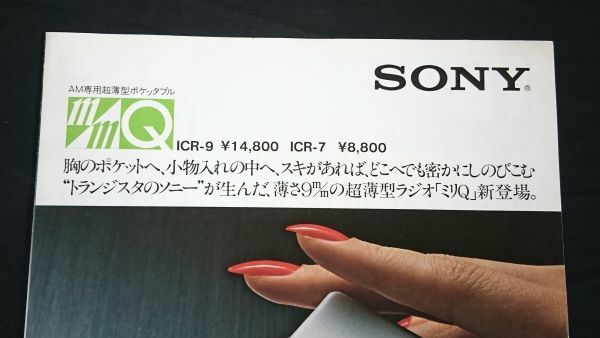 SONY®
AM専用超薄型ポケッタブル
mmQ
ICR-9 ¥14,800 ICR-7 ¥8,800
胸のポケットへ、小物入れの中へ、スキがあれば、どこへでも密かにしのびこむ
“トランジスタのソニー”が生んだ、薄さ9m/mの超薄型ラジオ「ミリQ」新登場。